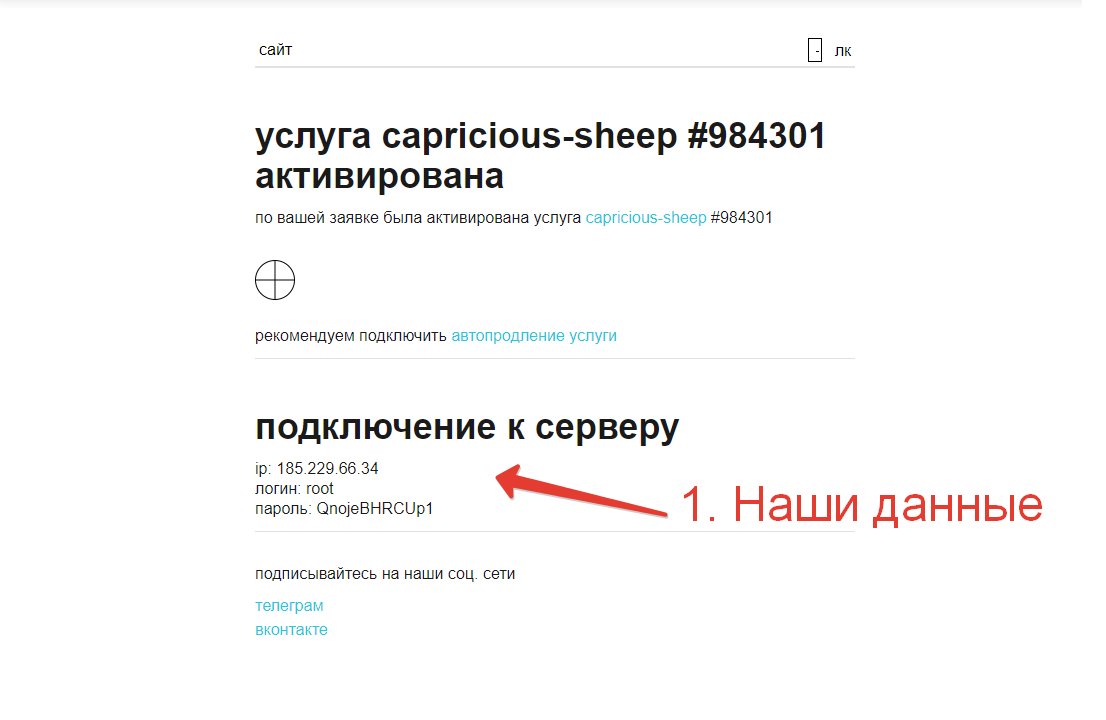 сайт
- лк
услуга capricious-sheep #984301
активирована
по вашей заявке была активирована услуга capricious-sheep #984301
рекомендуем подключить автопродление услуги
подключение к серверу
ip: 185.229.66.34
логин: root
пароль: QnojeBHRCUp1
1. Наши данные
подписывайтесь на наши соц. сети
телеграм
вконтакте